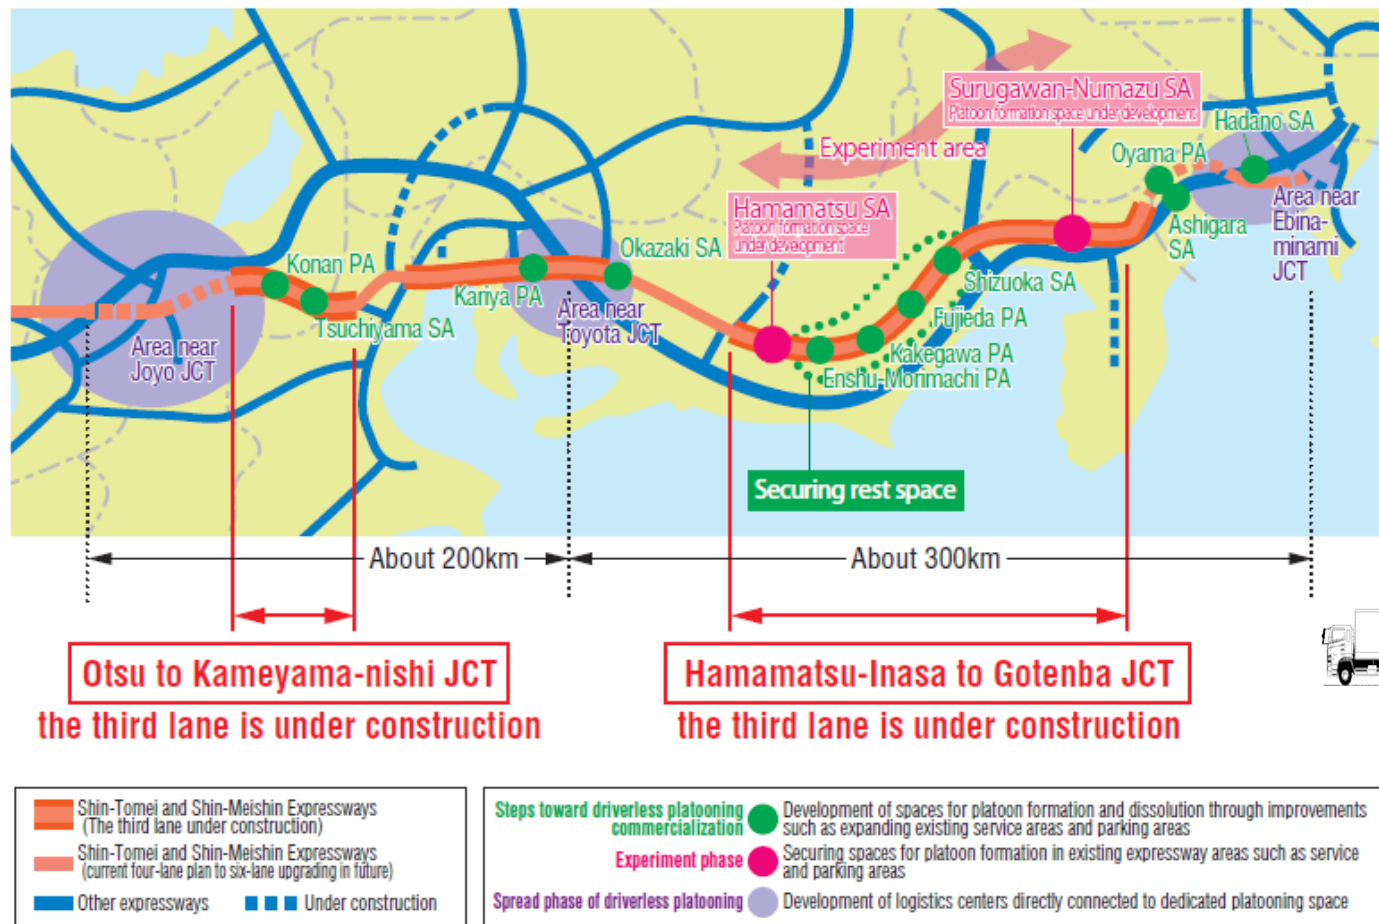 Surugawan-Numazu SA
Platoon formation space under development
Hadano SA
Experiment area
Oyama PA
Hamamatsu SA
Platoon formation space
under development
Area near
Ebina-
minami
JCT
Ashigara
SA
Konan PA
Okazaki SA
Kariya PA
Shizuoka SA
Tsuchiyama SA
Area near
Toyota JCT
Fujieda PA
Area near
Joyo JCT
Kakegawa PA
Enshu-Morimachi PA
Securing rest space
About 200km
About 300km
Otsu to Kameyama-nishi JCT
the third lane is under construction
Hamamatsu-Inasa to Gotenba JCT
the third lane is under construction
Shin-Tomei and Shin-Meishin Expressways
(The third lane under construction)
Shin-Tomei and Shin-Meishin Expressways
(current four-lane plan to six-lane upgrading in future)
Other expressways
Under construction
Steps toward driverless platooning
commercialization
Development of spaces for platoon formation and dissolution through improvements
such as expanding existing service areas and parking areas
Experiment phase
Securing spaces for platoon formation in existing expressway areas such as service
and parking areas
Spread phase of driverless platooning
Development of logistics centers directly connected to dedicated platooning space